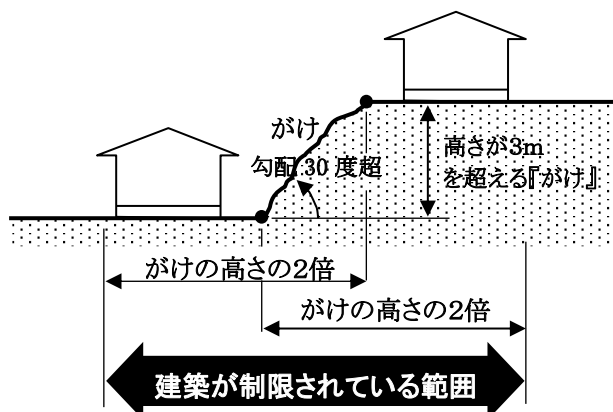 がけ
勾配 30 度超
高さが3m
を超える『がけ』
がけの高さの2倍
がけの高さの2倍
建築が制限されている範囲